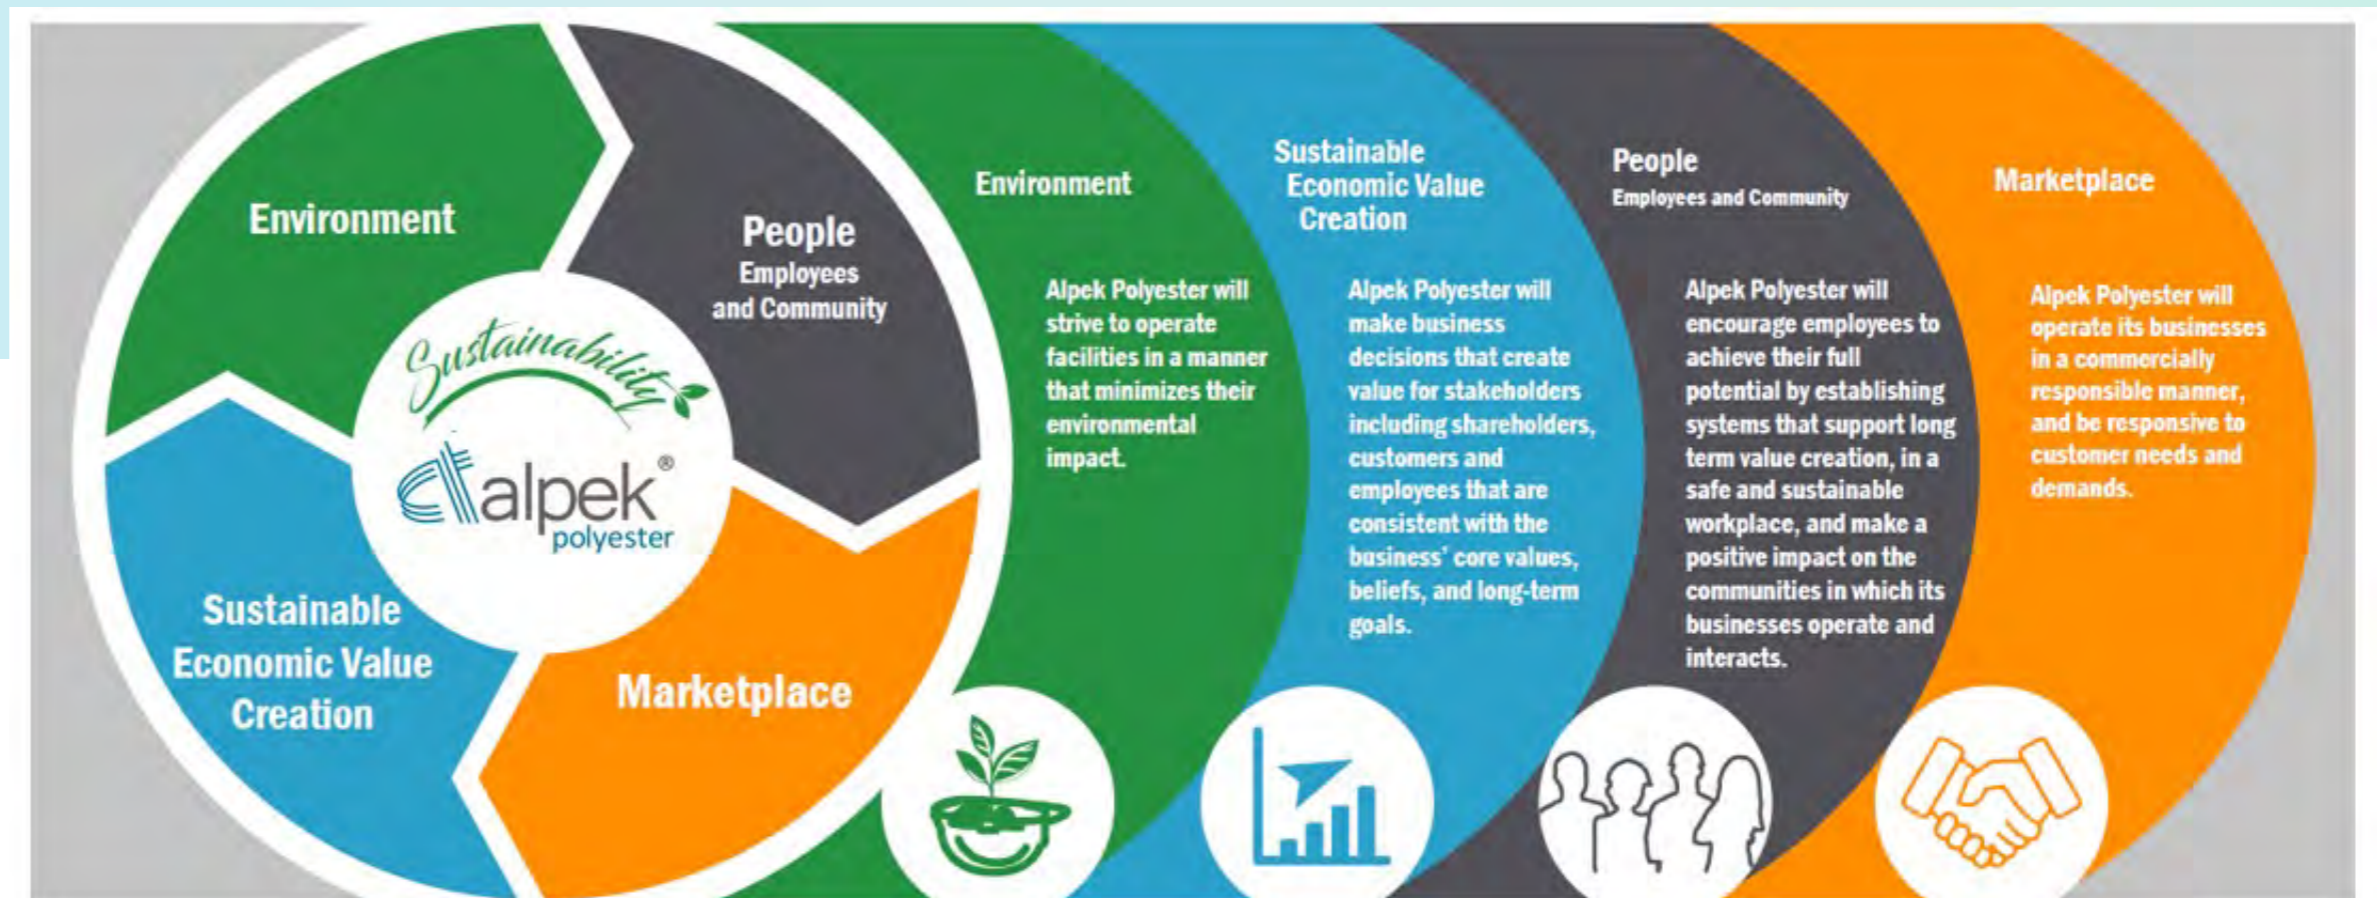 Environment
People
Employees
and Community
Sustainability
alpek®
polyester
Sustainable
Economic Value
Creation
Marketplace
Environment
Alpek Polyester will
strive to operate
facilities in a manner
that minimizes their
environmental
impact.
Sustainable
Economic Value
Creation
Alpek Polyester will
make business
decisions that create
value for stakeholders
including shareholders,
customers and
employees that are
consistent with the
business' core values,
beliefs, and long-term
goals.
People
Employees and Community
Alpek Polyester will
encourage employees to
achieve their full
potential by establishing
systems that support long
term value creation, in a
safe and sustainable
workplace, and make a
positive impact on the
communities in which its
businesses operate and
interacts.
Marketplace
Alpek Polyester will
operate its businesses
in a commercially
responsible manner,
and be responsive to
customer needs and
demands.